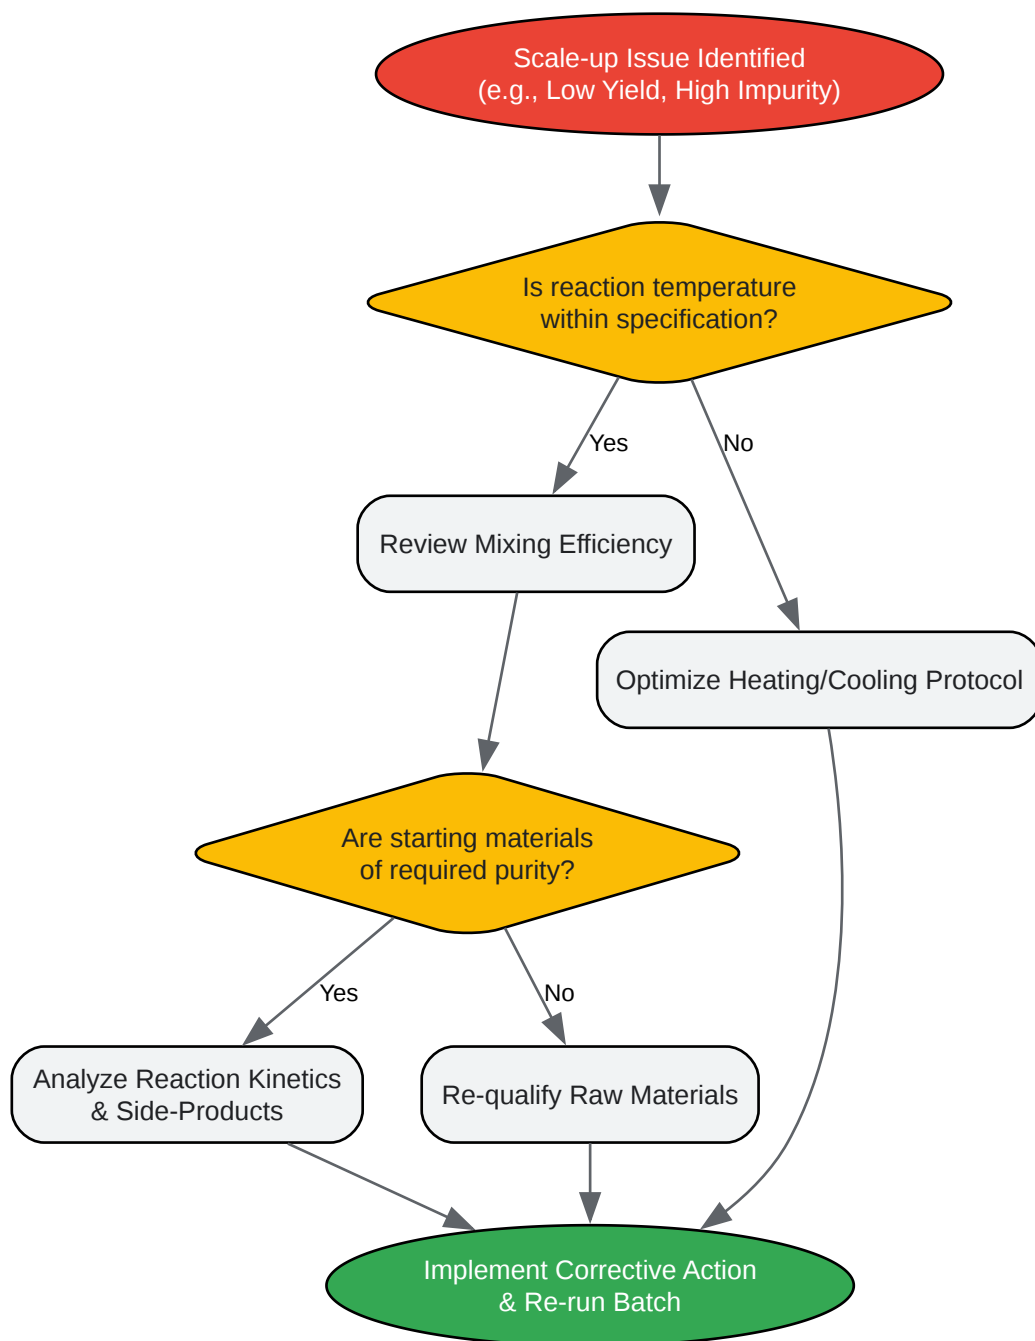 Scale-up Issue Identified
(e.g., Low Yield, High Impurity)
Is reaction temperature
within specification?
Yes
No
Review Mixing Efficiency
Optimize Heating/Cooling Protocol
Are starting materials
of required purity?
Yes
No
Analyze Reaction Kinetics
& Side-Products
Re-qualify Raw Materials
Implement Corrective Action
& Re-run Batch